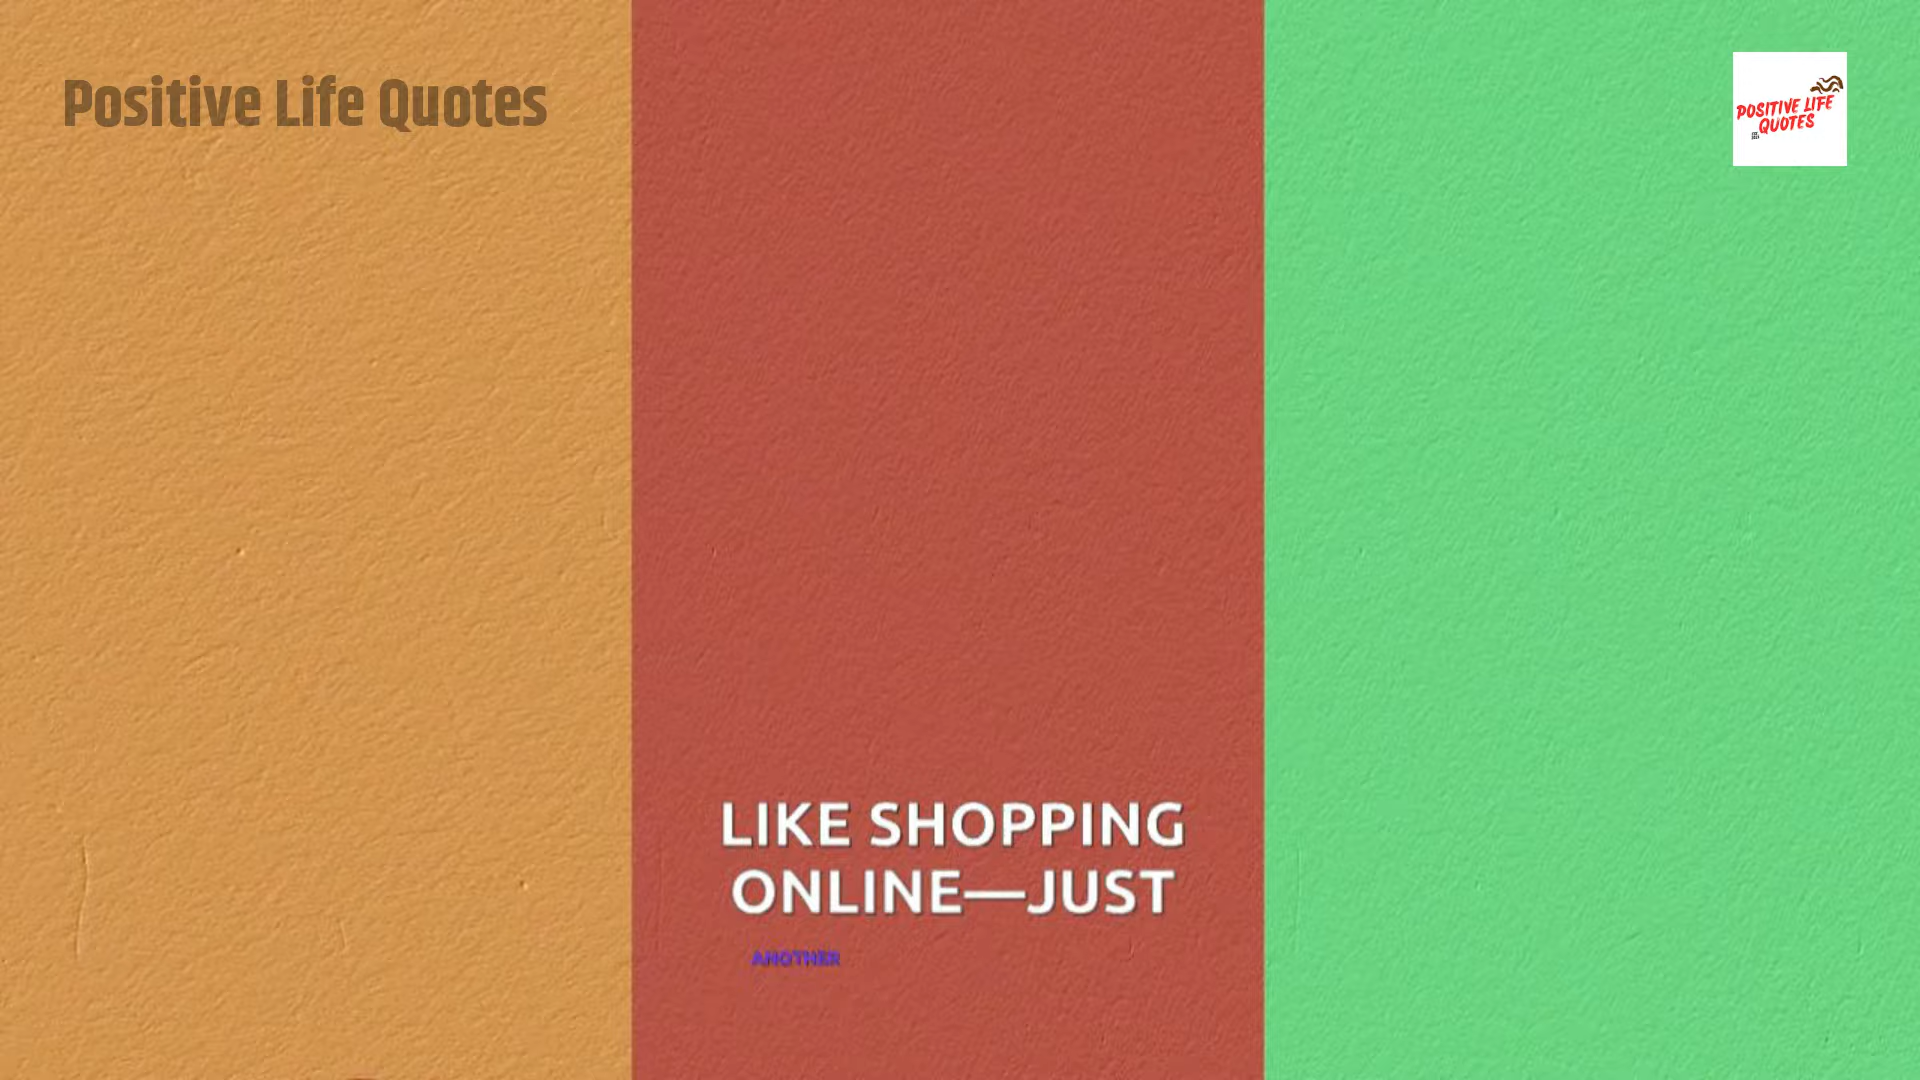 Positive Life Quotes
POSITIVE LIFE
QUOTES
LIKE SHOPPING
ONLINE—JUST
ANOTHER